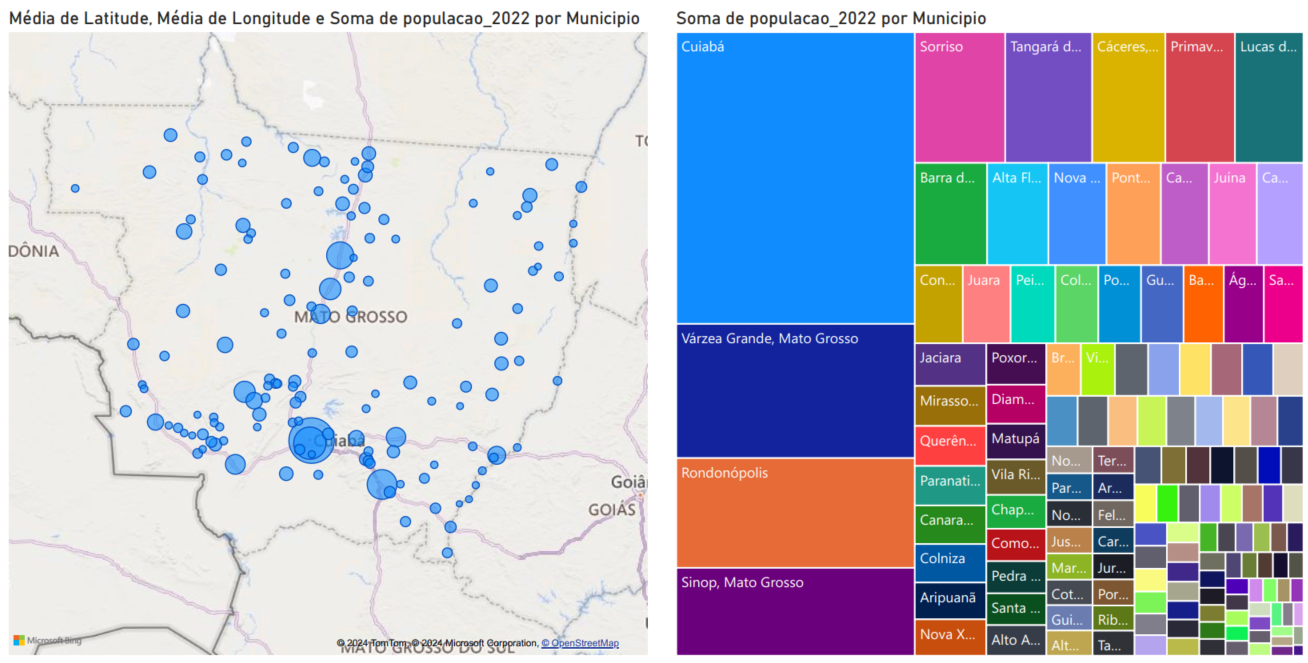 Média de Latitude, Média de Longitude e Soma de populacao_2022 por Municipio
DÔNIA
MATO GROSSO
Cuiabá
Goiâ
GOIÁS
Microsoft Bing
© 2024 TomTom, © 2024 Microsoft Corporation, © OpenStreetMap
MATO GROSSO DO SUL
Soma de populacao_2022 por Municipio
Cuiabá
Várzea Grande, Mato Grosso
Rondonópolis
Sinop, Mato Grosso
Sorriso
Tangará d...
Cáceres,...
Primav...
Lucas d...
Barra d...
Alta Fl...
Nova ...
Pont...
Ca...
Juína
Ca...
Con...
Juara
Pei...
Col...
Po...
Gu...
Ba...
Ág...
Sa...
Jaciara
Mirasso...
Querên...
Paranati...
Canara...
Colniza
Aripuanã
Nova X...
Poxor...
Diam...
Matupá
Vila Ri...
Chap...
Como...
Pedra ...
Santa ...
Alto A...
Br...
Vi...
No...
Ter...
Par...
Ar...
No...
Fel...
Jus...
Car...
Mar...
Jur...
Cot...
Por...
Gui...
Rib...
Alt...
Ta...